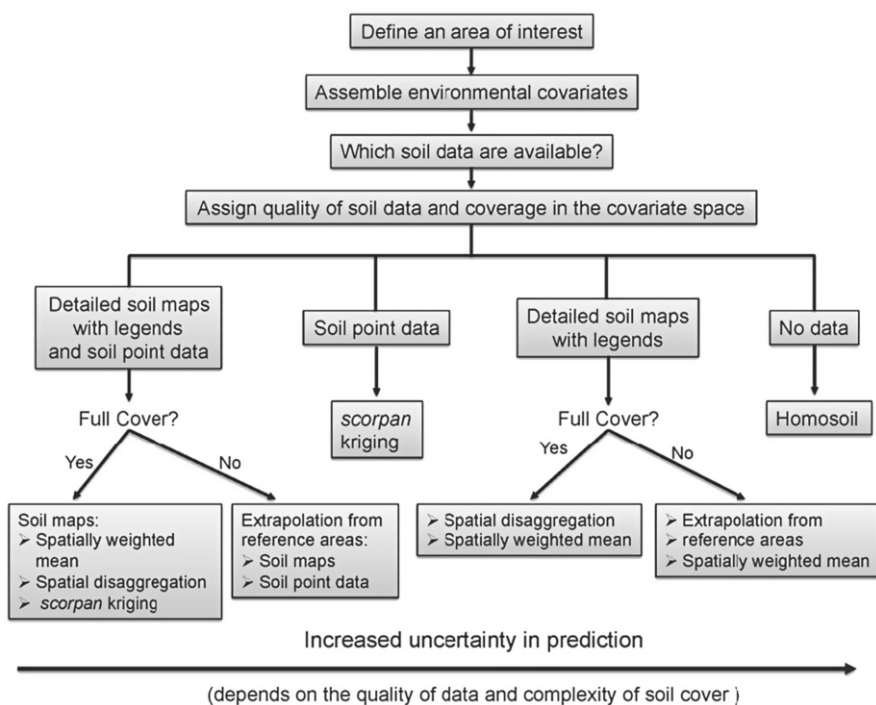 Define an area of interest
Assemble environmental covariates
Which soil data are available?
Assign quality of soil data and coverage in the covariate space
Detailed soil maps
with legends
and soil point data
Soil point data
Detailed soil maps
with legends
No data
Full Cover?
scorpan
kriging
Full Cover?
Homosoil
Yes
No
Yes
No
Soil maps:
➢ Spatially weighted
mean
➢ Spatial disaggregation
➢ scorpan kriging
Extrapolation from
reference areas:
➢ Soil maps
➢ Soil point data
➢ Spatial disaggregation
➢ Spatially weighted mean
➢ Extrapolation from
➢ reference areas
➢ Spatially weighted mean
Increased uncertainty in prediction
(depends on the quality of data and complexity of soil cover )